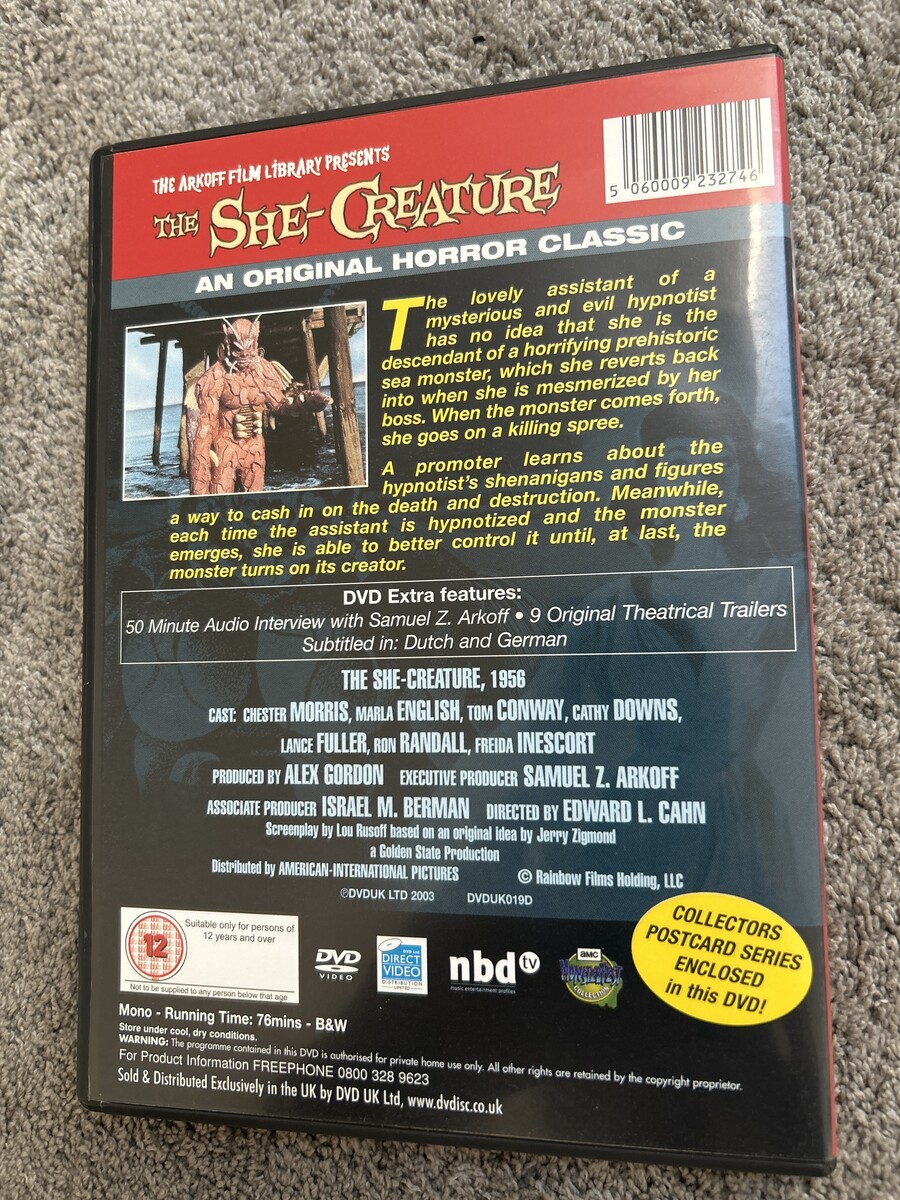 THE ARKOFF FILM LIBRARY PRESENTS
THE SHE-CREATURE
5 060009 232746
AN ORIGINAL HORROR CLASSIC
The lovely assistant of a
mysterious and evil hypnotist
has no idea that she is the
descendant of a horrifying prehistoric
sea monster, which she reverts back
into when she is mesmerized by her
boss. When the monster comes forth,
she goes on a killing spree.
A promoter learns about the
hypnotist's shenanigans and figures
a way to cash in on the death and destruction. Meanwhile,
each time the assistant is hypnotized and the monster
emerges, she is able to better control it until, at last, the
monster turns on its creator.
DVD Extra features:
50 Minute Audio Interview with Samuel Z. Arkoff • 9 Original Theatrical Trailers
Subtitled in: Dutch and German
THE SHE-CREATURE, 1956
CAST: CHESTER MORRIS, MARLA ENGLISH, TOM CONWAY, CATHY DOWNS,
LANCE FULLER, RON RANDALL, FREIDA INESCORT
PRODUCED BY ALEX GORDON EXECUTIVE PRODUCER SAMUEL Z. ARKOFF
ASSOCIATE PRODUCER ISRAEL M. BERMAN DIRECTED BY EDWARD L. CAHN
Screenplay by Lou Rusoff based on an original idea by Jerry Zigmond
a Golden State Production
Distributed by AMERICAN-INTERNATIONAL PICTURES © Rainbow Films Holding, LLC
℗DVDUK LTD 2003 DVDUK019D
12
Suitable only for persons of
12 years and over
Not to be supplied to any person below that age
DVD
VIDEO
DVD Ltd
DIRECT
VIDEO
DISTRIBUTION
LIMITED
nbd tv
music entertainment profiles
amc
MONSTERFEST
COLLECTION
COLLECTORS
POSTCARD SERIES
ENCLOSED
in this DVD!
Mono - Running Time: 76mins - B&W
Store under cool, dry conditions.
WARNING: The programme contained in this DVD is authorised for private home use only. All other rights are retained by the copyright proprietor.
For Product Information FREEPHONE 0800 328 9623
Sold & Distributed Exclusively in the UK by DVD UK Ltd, www.dvdisc.co.uk